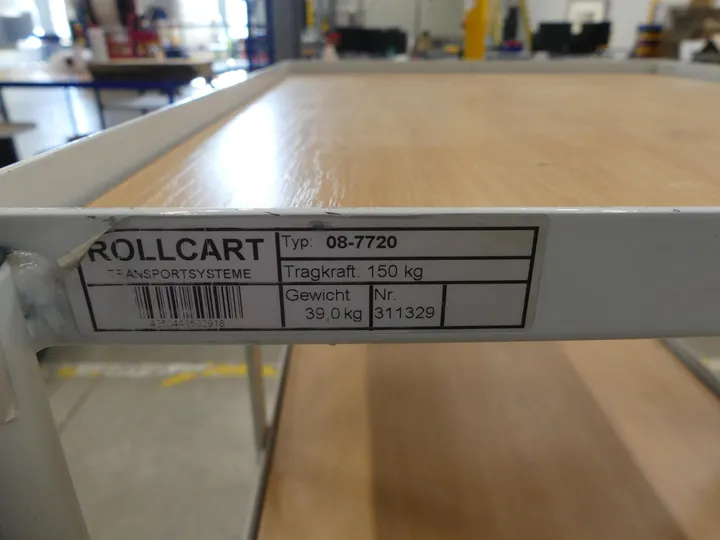 ROLLCART
TRANSPORTSYSTEME
Typ: 08-7720
Tragkraft. 150 kg
Gewicht
39,0 kg
Nr.
311329